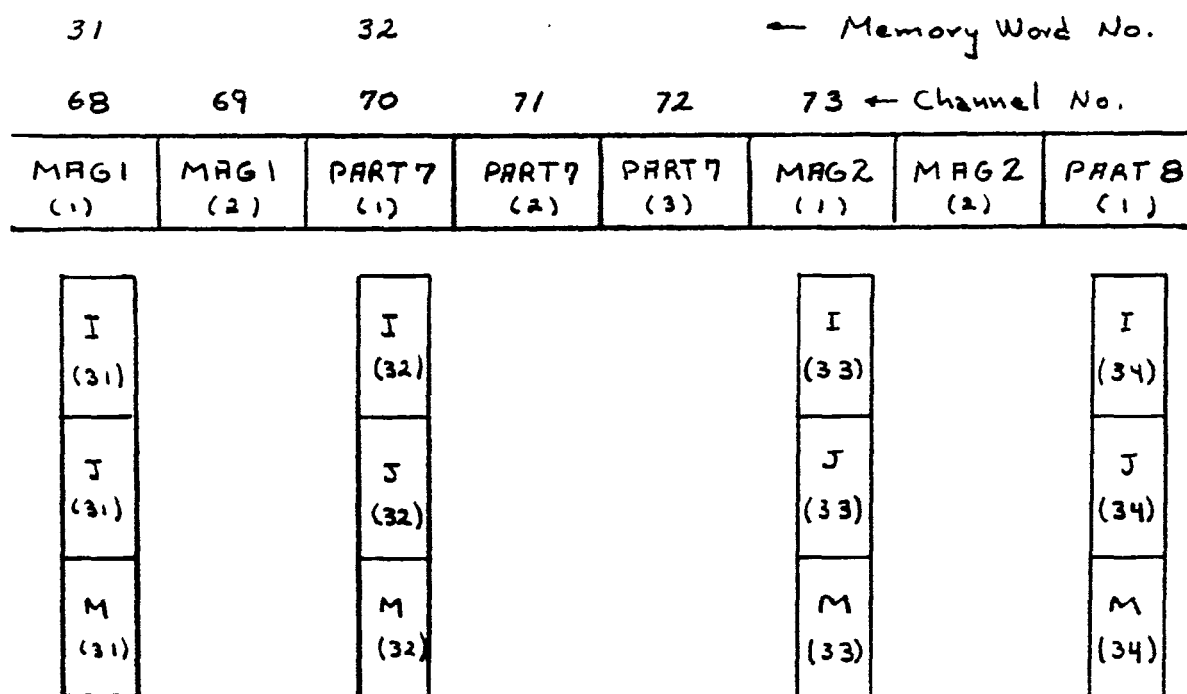 31 32 ← Memory Word No.
68 69 70 71 72 73 ← Channel No.
MAG1 MAG1 PART7 PART7 PART7 MAG2 MAG2 PART8
(1) (2) (1) (2) (3) (1) (2) (1)
I I I I
(31) (32) (33) (34)
J J J J
(31) (32) (33) (34)
M M M M
(31) (32) (33) (34)